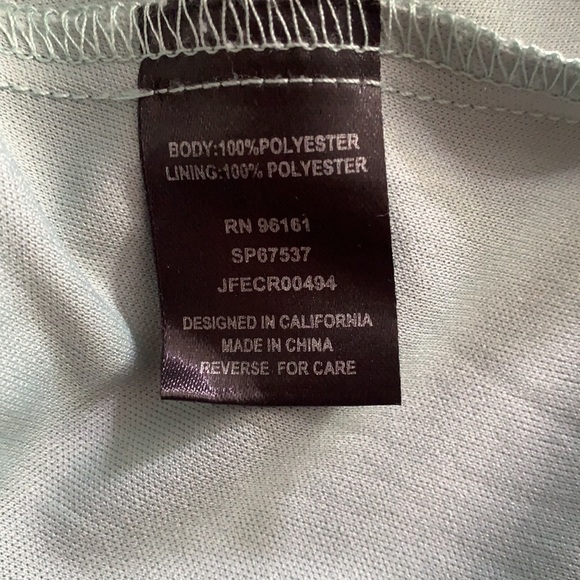 BODY:100%POLYESTER
LINING:100% POLYESTER
RN 96161
SP67537
JFECR00494
DESIGNED IN CALIFORNIA
MADE IN CHINA
REVERSE FOR CARE